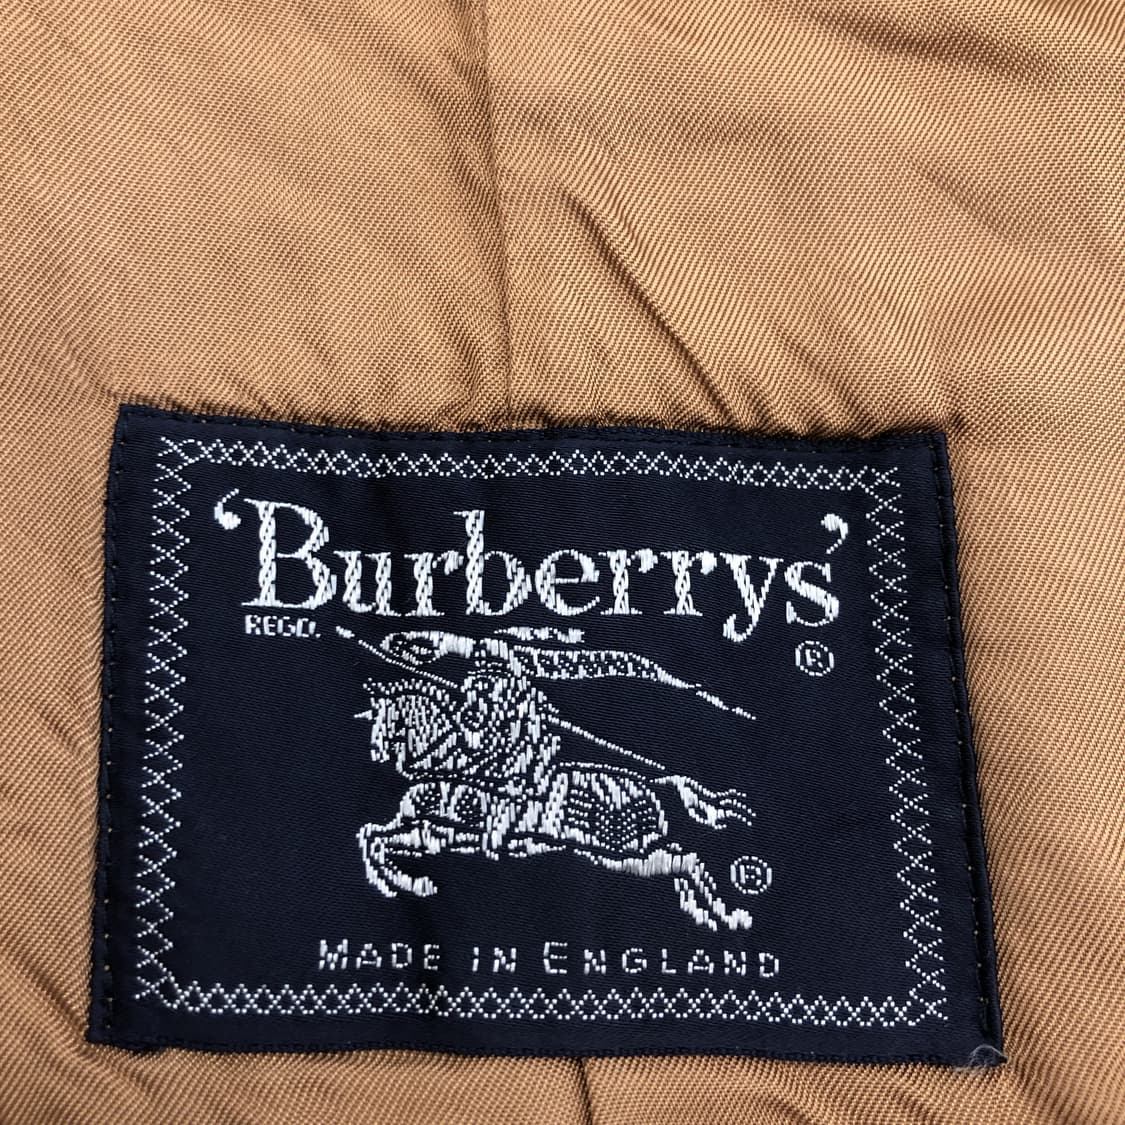 ‘Burberrys’
REGD.
®
®
MADE IN ENGLAND